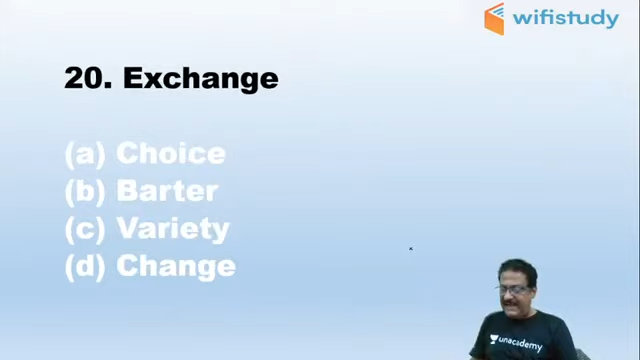 wifistudy
20. Exchange
(a) Choice
(b) Barter
(c) Variety
(d) Change
unacademy